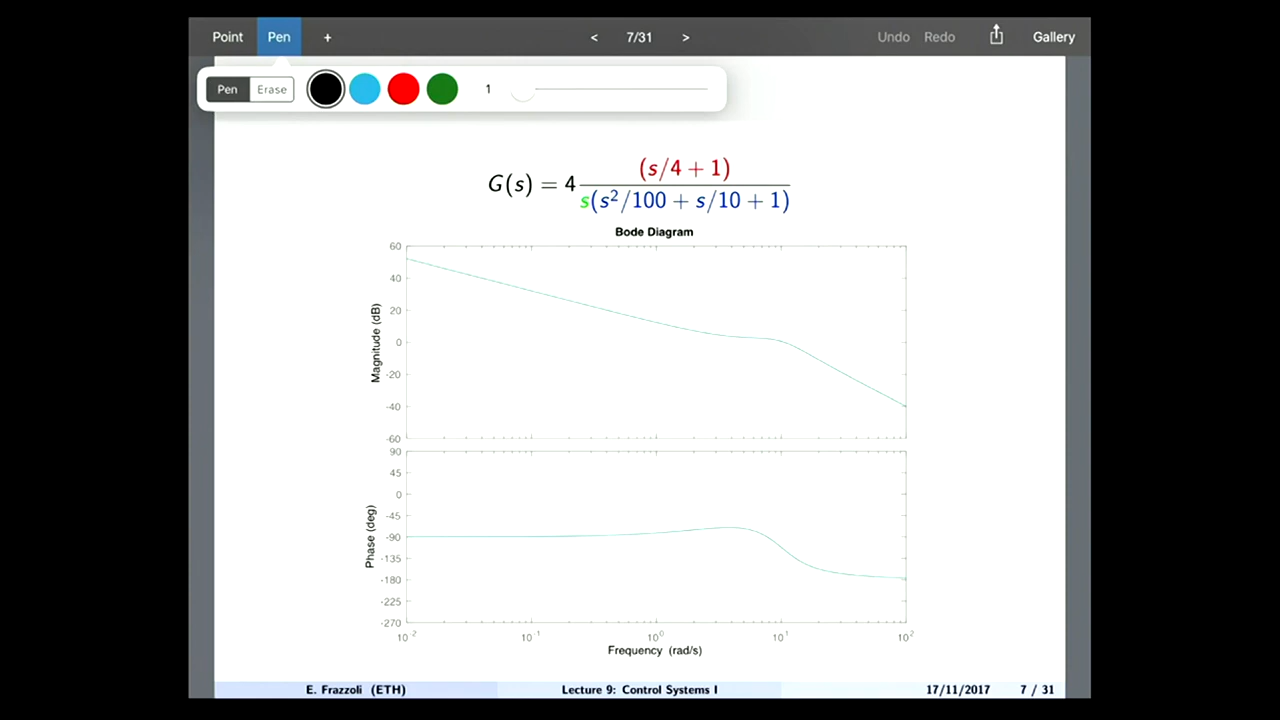 Point Pen + < 7/31 > Undo Redo Gallery
Pen Erase 1
G(s) = 4 (s/4 + 1) / s(s²/100 + s/10 + 1)
Bode Diagram
60
40
20
0
-20
-40
-60
Magnitude (dB)
90
45
0
-45
-90
-135
-180
-225
-270
Phase (deg)
10⁻² 10⁻¹ 10⁰ 10¹ 10²
Frequency (rad/s)
E. Frazzoli (ETH) Lecture 9: Control Systems I 17/11/2017 7 / 31